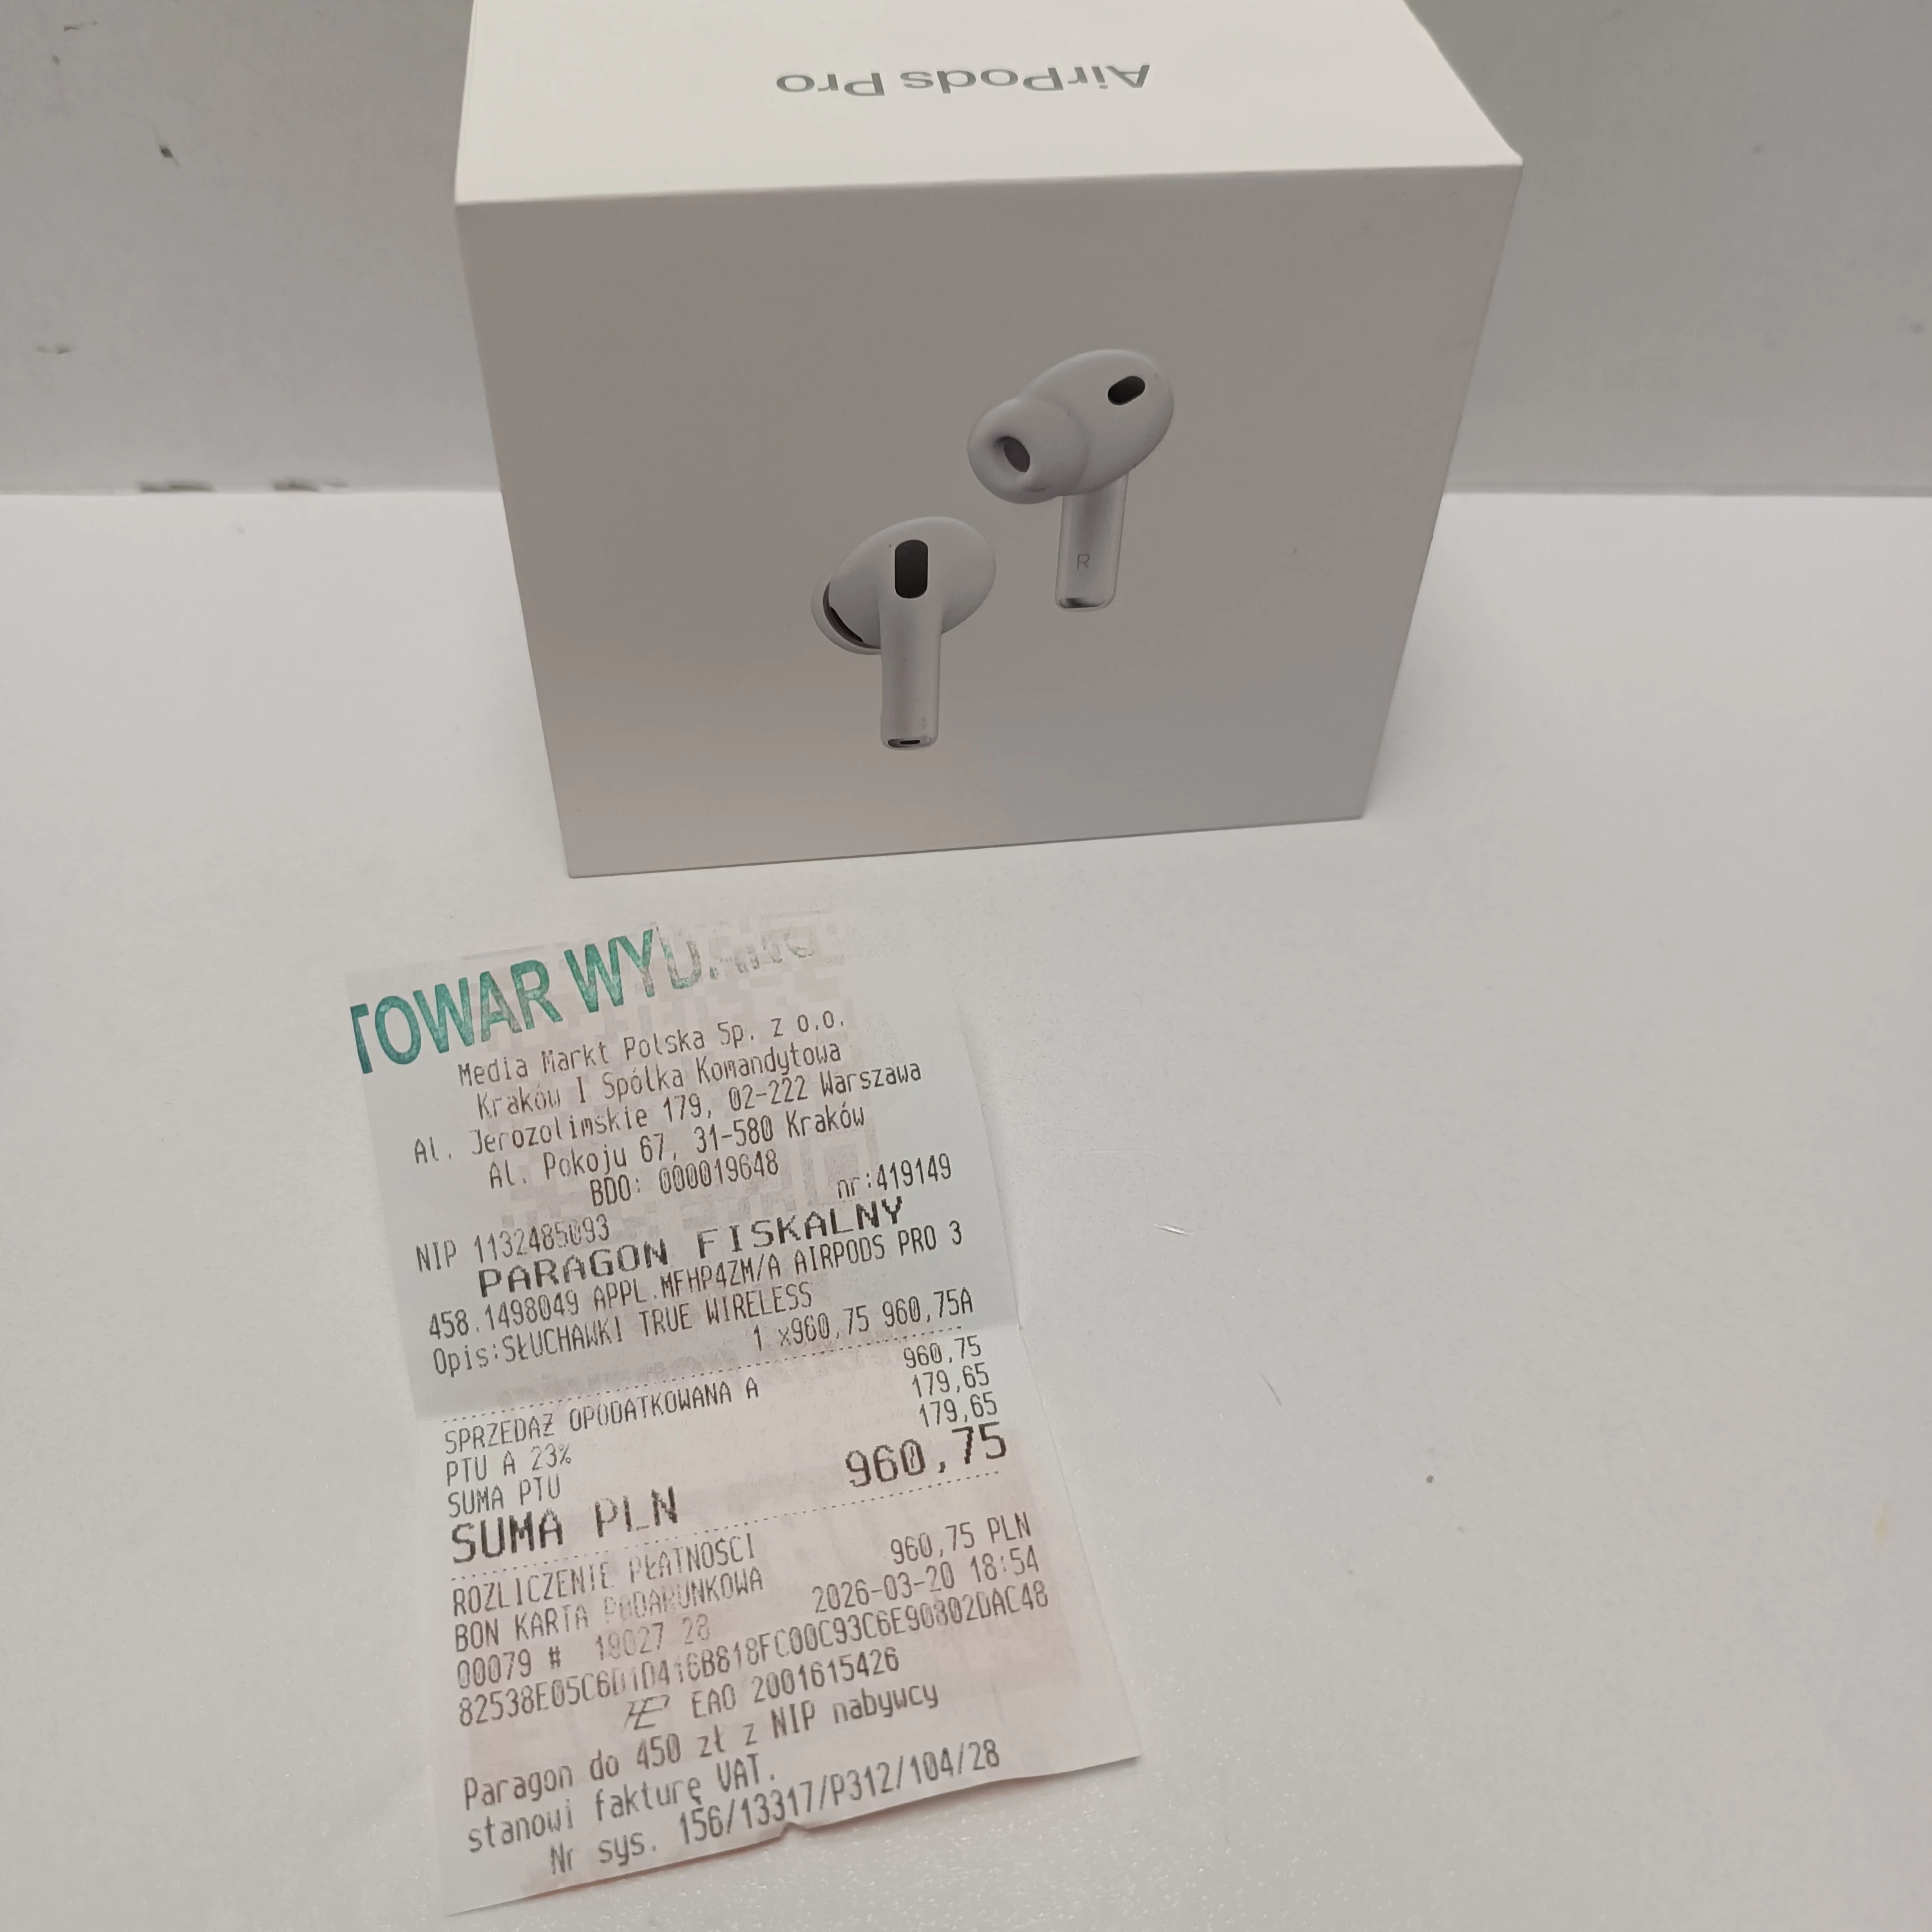 AirPods Pro
R
TOWAR
Media Markt Polska Sp. z o.o.
Kraków I Spółka Komandytowa
Al. Jerozolimskie 179, 02-222 Warszawa
Al. Pokoju 67, 31-580 Kraków
BDO: 000019648
NIP 1132485093 nr:419149
PARAGON FISKALNY
458.1498049 APPL.MFHP4ZM/A AIRPODS PRO 3
Opis:SŁUCHAWKI TRUE WIRELESS
1 x960,75 960,75A
SPRZEDAŻ OPODATKOWANA A 960,75
PTU A 23% 179,65
SUMA PTU 179,65
SUMA PLN 960,75
ROZLICZENIE PŁATNOŚCI
BON KARTA PODARUNKOWA 960,75 PLN
00079 # 2026-03-20 18:54
EAO 2001615426
Paragon do 450 zł z NIP nabywcy
stanowi fakturę VAT.
Nr sys. 156/13317/P312/104/28